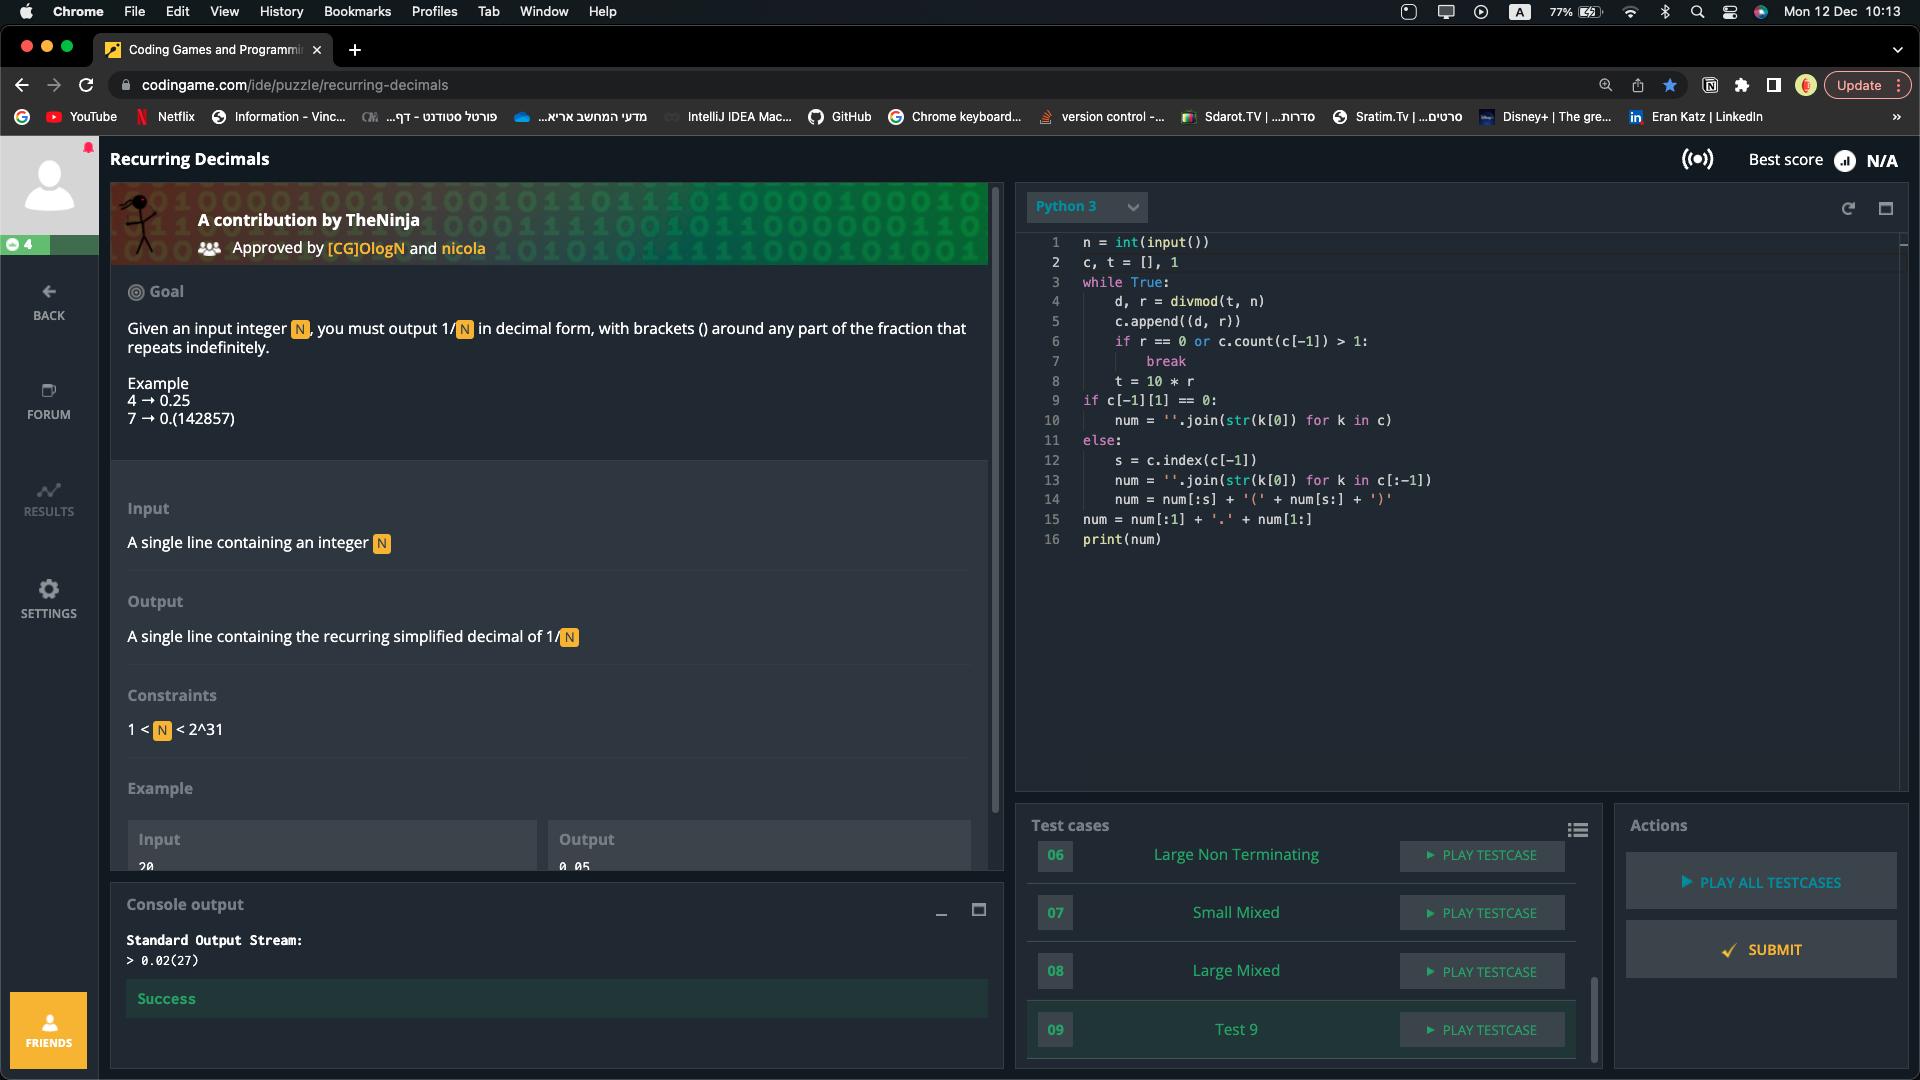 Chrome File Edit View History Bookmarks Profiles Tab Window Help
A 77% Mon 12 Dec 10:13
Coding Games and Programmi
codingame.com/ide/puzzle/recurring-decimals
Update
YouTube
Netflix
Information - Vinc...
פורטל סטודנט - דף...
מדעי המחשב אריא...
IntelliJ IDEA Mac...
GitHub
Chrome keyboard...
version control -...
Sdarot.TV | סדרות...
Sratim.Tv | סרטים...
Disney+ | The gre...
Eran Katz | LinkedIn
»
Recurring Decimals
Best score N/A
4
BACK
FORUM
RESULTS
SETTINGS
FRIENDS
A contribution by TheNinja
Approved by [CG]OlogN and nicola
Goal
Given an input integer N, you must output 1/N in decimal form, with brackets () around any part of the fraction that
repeats indefinitely.
Example
4 → 0.25
7 → 0.(142857)
Input
A single line containing an integer N
Output
A single line containing the recurring simplified decimal of 1/N
Constraints
1 < N < 2^31
Example
Input
20
Output
0.05
Console output
Standard Output Stream:
> 0.02(27)
Success
Python 3
1 n = int(input())
2 c, t = [], 1
3 while True:
4 d, r = divmod(t, n)
5 c.append((d, r))
6 if r == 0 or c.count(c[-1]) > 1:
7 break
8 t = 10 * r
9 if c[-1][1] == 0:
10 num = ''.join(str(k[0]) for k in c)
11 else:
12 s = c.index(c[-1])
13 num = ''.join(str(k[0]) for k in c[:-1])
14 num = num[:s] + '(' + num[s:] + ')'
15 num = num[:1] + '.' + num[1:]
16 print(num)
Test cases
06 Large Non Terminating PLAY TESTCASE
07 Small Mixed PLAY TESTCASE
08 Large Mixed PLAY TESTCASE
09 Test 9 PLAY TESTCASE
Actions
PLAY ALL TESTCASES
SUBMIT